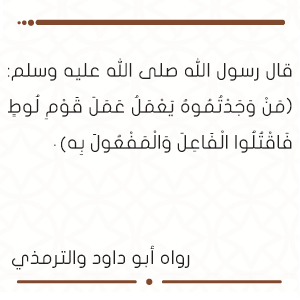 قال رسول الله صلى الله عليه وسلم:
(مَنْ وَجَدْتُمُوهُ يَعْمَلُ عَمَلَ قَوْمِ لُوطٍ
فَاقْتُلُوا الْفَاعِلَ وَالْمَفْعُولَ بِه).
رواه أبو داود والترمذي